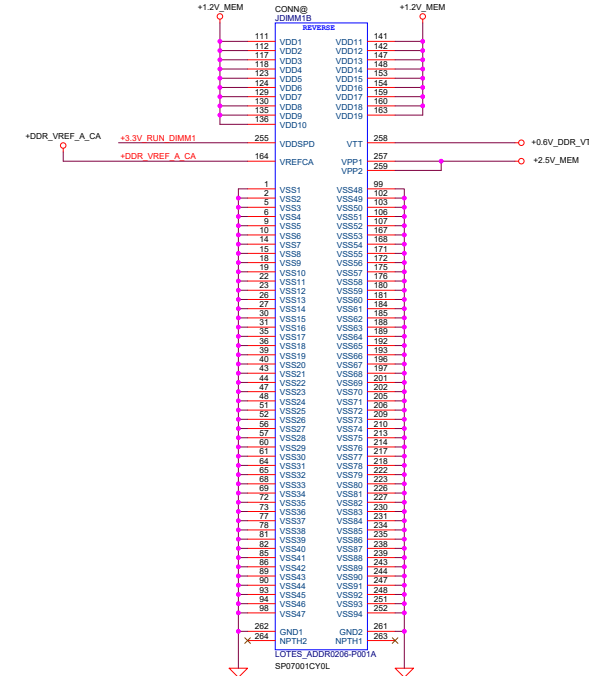 +1.2V_MEM CONN@ +1.2V_MEM
JDIMM1B
REVERSE
111 VDD1 VDD11 141
112 VDD2 VDD12 142
117 VDD3 VDD13 147
118 VDD4 VDD14 148
123 VDD5 VDD15 153
124 VDD6 VDD16 154
129 VDD7 VDD17 159
130 VDD8 VDD18 160
135 VDD9 VDD19 163
136 VDD10
+DDR_VREF_A_CA +3.3V_RUN_DIMM1 255 VDDSPD VTT 258 +0.6V_DDR_VT
+DDR_VREF_A_CA 164 VREFCA VPP1 257 +2.5V_MEM
VPP2 259
1 VSS1 VSS48 99
2 VSS2 VSS49 102
5 VSS3 VSS50 103
6 VSS4 VSS51 106
9 VSS5 VSS52 107
10 VSS6 VSS53 167
14 VSS7 VSS54 168
15 VSS8 VSS55 171
18 VSS9 VSS56 172
19 VSS10 VSS57 175
22 VSS11 VSS58 176
23 VSS12 VSS59 180
26 VSS13 VSS60 181
27 VSS14 VSS61 184
30 VSS15 VSS62 185
31 VSS16 VSS63 188
35 VSS17 VSS64 189
36 VSS18 VSS65 192
39 VSS19 VSS66 193
40 VSS20 VSS67 196
43 VSS21 VSS68 197
44 VSS22 VSS69 201
47 VSS23 VSS70 202
48 VSS24 VSS71 205
51 VSS25 VSS72 206
52 VSS26 VSS73 209
56 VSS27 VSS74 210
57 VSS28 VSS75 213
60 VSS29 VSS76 214
61 VSS30 VSS77 217
64 VSS31 VSS78 218
65 VSS32 VSS79 222
68 VSS33 VSS80 223
69 VSS34 VSS81 226
72 VSS35 VSS82 227
73 VSS36 VSS83 230
77 VSS37 VSS84 231
78 VSS38 VSS85 234
81 VSS39 VSS86 235
82 VSS40 VSS87 238
85 VSS41 VSS88 239
86 VSS42 VSS89 243
89 VSS43 VSS90 244
90 VSS44 VSS91 247
93 VSS45 VSS92 248
94 VSS46 VSS93 251
98 VSS47 VSS94 252
262 GND1 GND2 261
264 NPTH2 NPTH1 263
LOTES_ADDR0206-P001A
SP07001CY0L